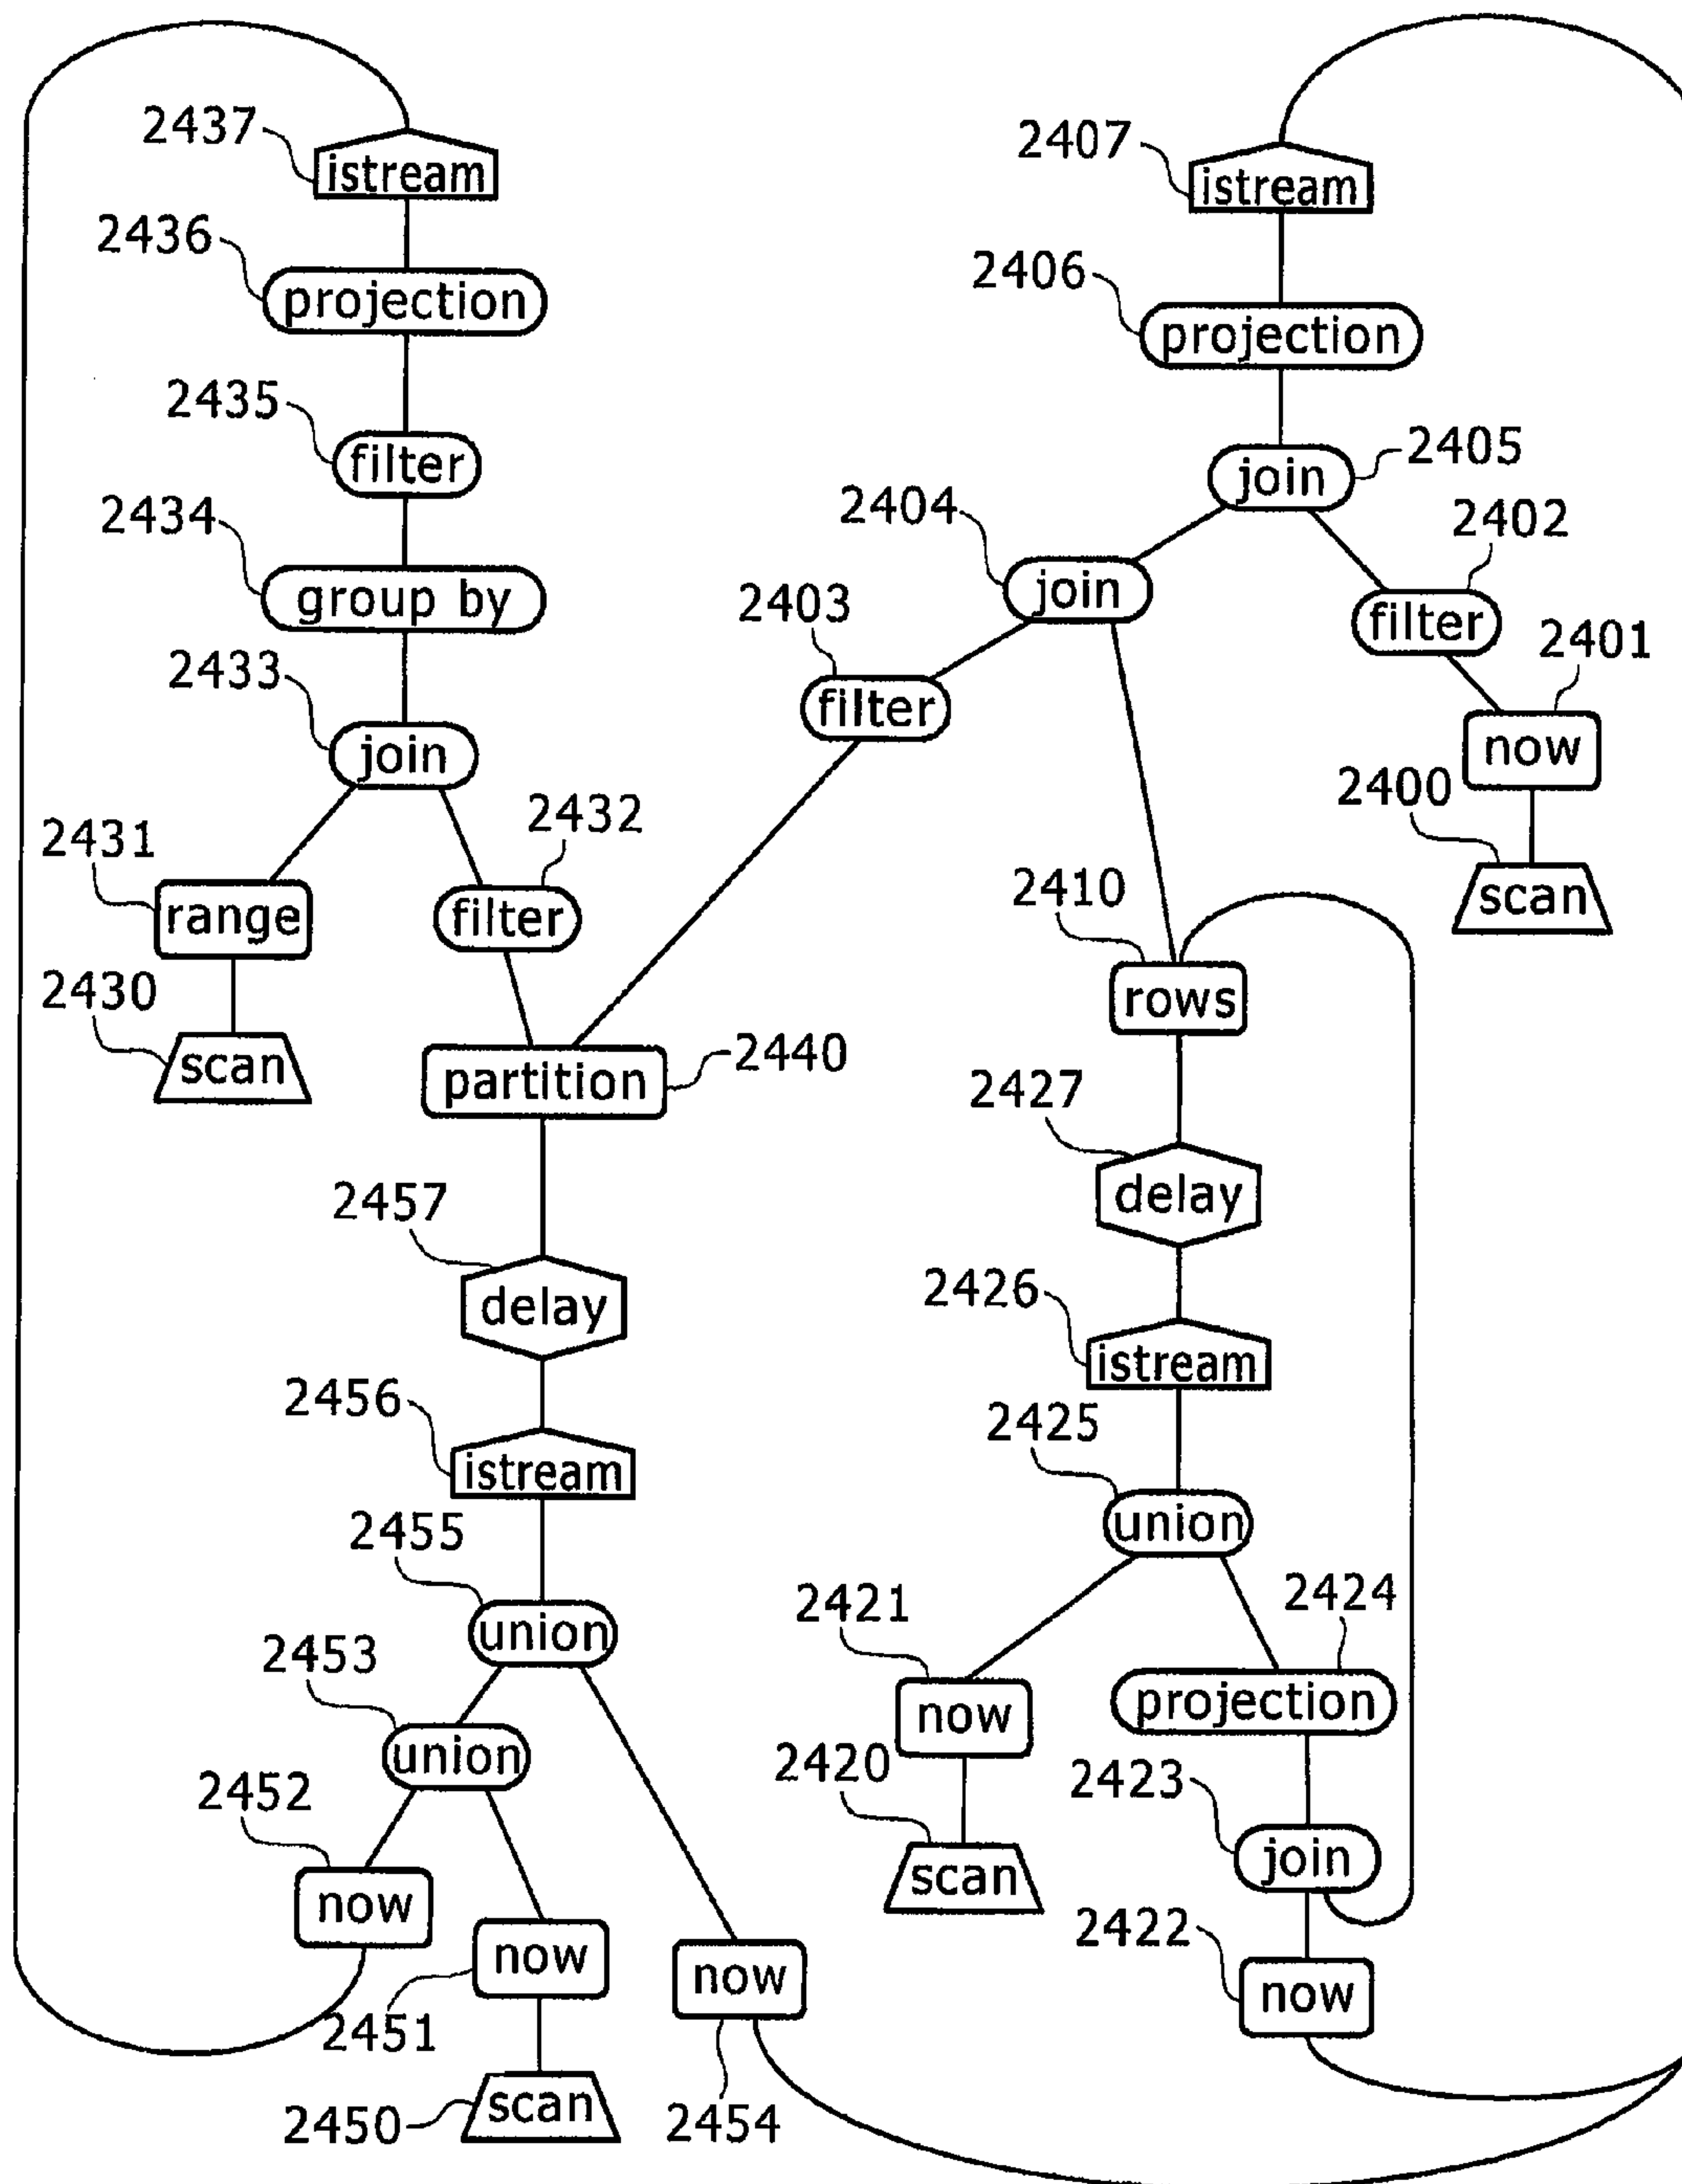 2437
istream
2436
projection
2435
filter
2434
group by
2433
join
2431
range
2432
filter
2430
scan
2407
istream
2406
projection
2405
join
2404
join
2402
filter
2403
filter
2401
now
2400
scan
2410
rows
2440
partition
2427
delay
2457
delay
2426
istream
2456
istream
2425
union
2455
union
2421
now
2424
projection
2453
union
2420
scan
2423
join
2452
now
2422
now
2451
now
2454
now
2450
scan